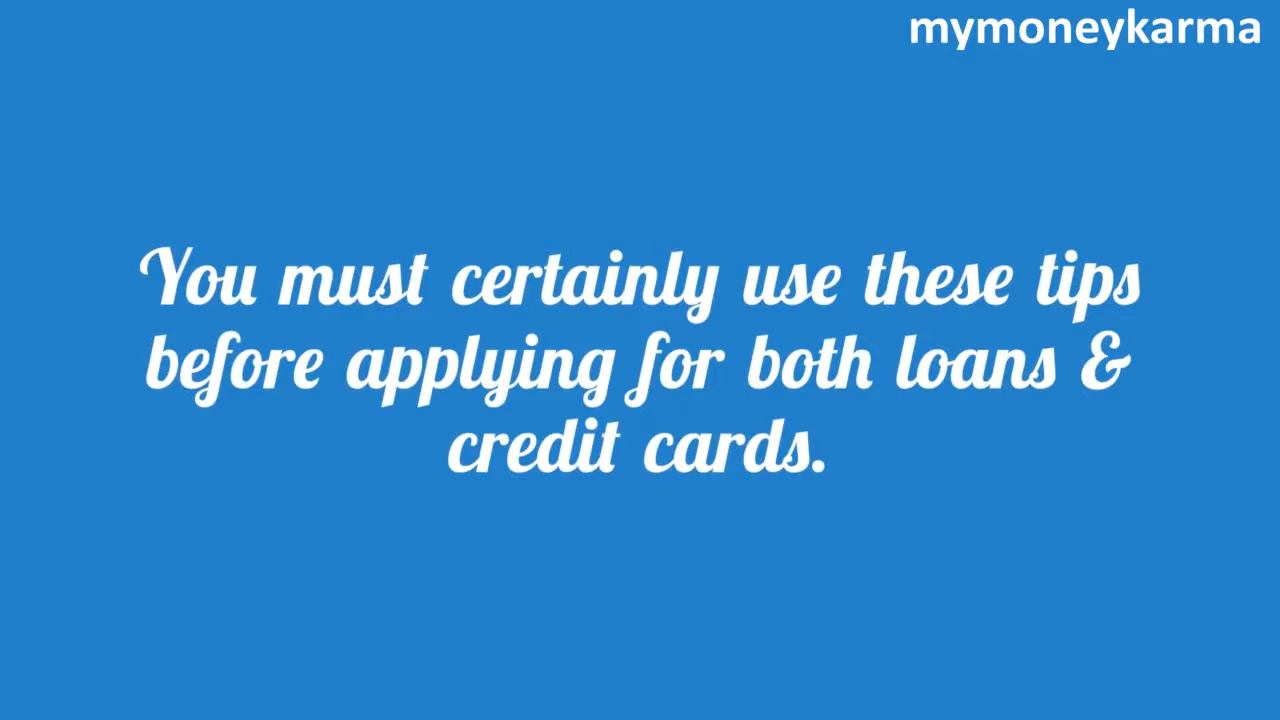 mymoneykarma
You must certainly use these tips
before applying for both loans &
credit cards.